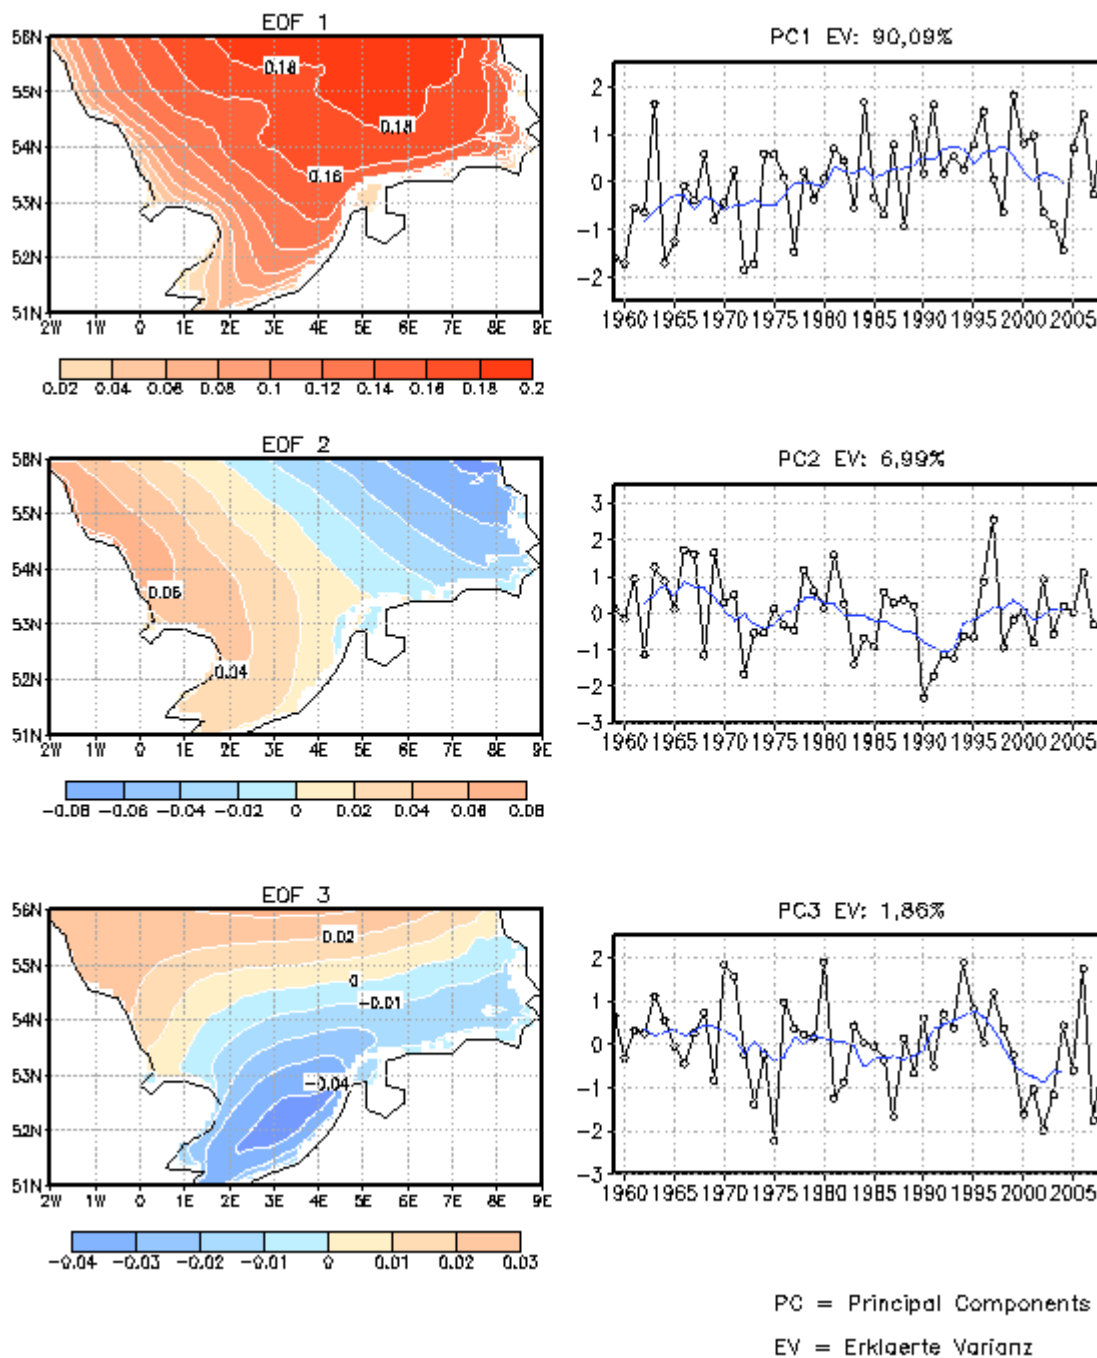 EOF 1
56N
55N
54N
53N
52N
51N
0.18
0.18
0.16
2W 1W 0 1E 2E 3E 4E 5E 6E 7E 8E 9E
0.02 0.04 0.06 0.08 0.1 0.12 0.14 0.16 0.18 0.2
PC1 EV: 90,09%
2
1
0
-1
-2
1960 1965 1970 1975 1980 1985 1990 1995 2000 2005
EOF 2
56N
55N
54N
53N
52N
51N
0.06
0.04
2W 1W 0 1E 2E 3E 4E 5E 6E 7E 8E 9E
-0.08 -0.06 -0.04 -0.02 0 0.02 0.04 0.06 0.08
PC2 EV: 6,99%
3
2
1
0
-1
-2
-3
1960 1965 1970 1975 1980 1985 1990 1995 2000 2005
EOF 3
56N
55N
54N
53N
52N
51N
0.02
0
-0.01
-0.04
2W 1W 0 1E 2E 3E 4E 5E 6E 7E 8E 9E
-0.04 -0.03 -0.02 -0.01 0 0.01 0.02 0.03
PC3 EV: 1,86%
2
1
0
-1
-2
-3
1960 1965 1970 1975 1980 1985 1990 1995 2000 2005
PC = Principal Components
EV = Erklaerte Varianz